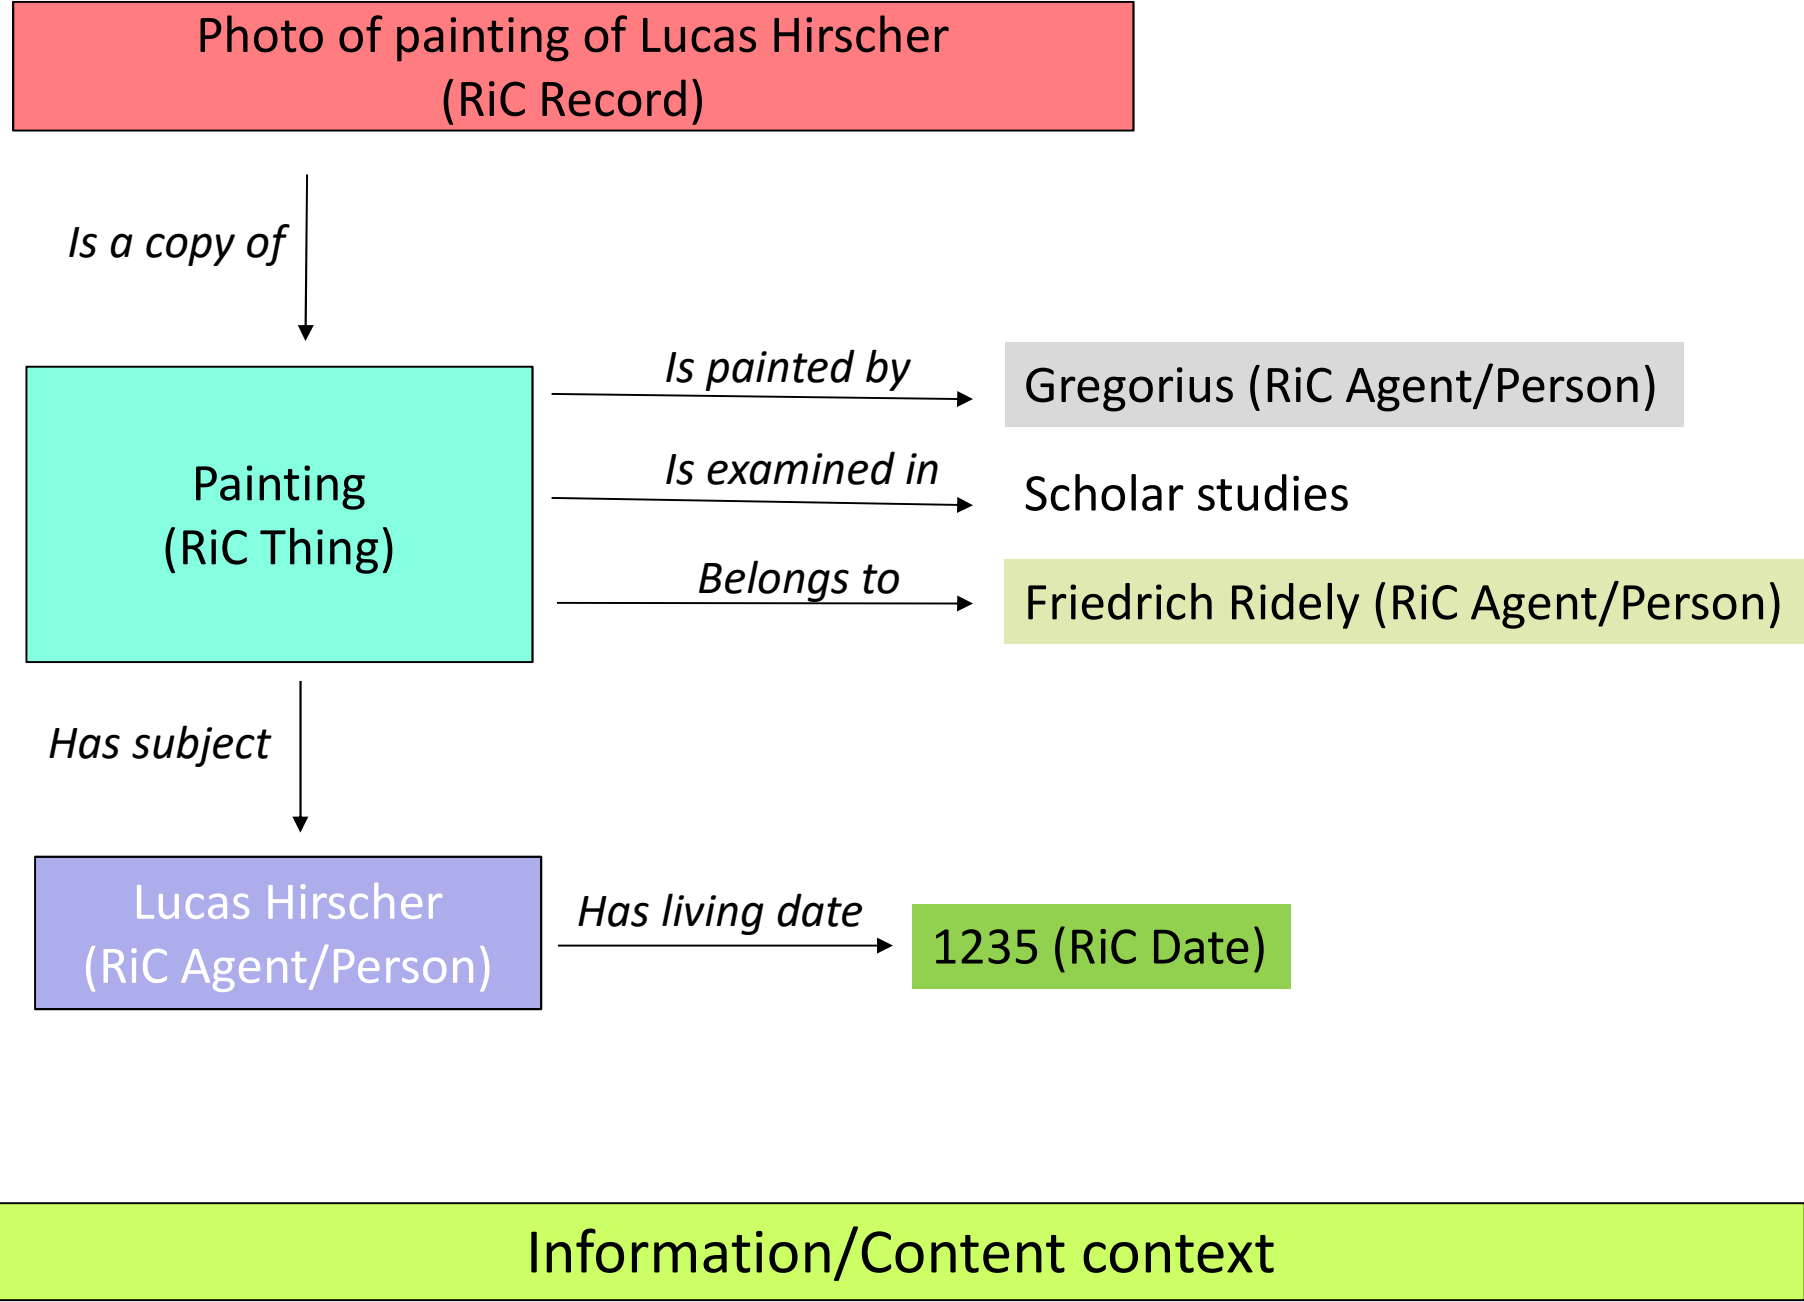 Photo of painting of Lucas Hirscher
(RiC Record)
Is a copy of
Is painted by
Gregorius (RiC Agent/Person)
Painting
(RiC Thing)
Is examined in
Scholar studies
Belongs to
Friedrich Ridely (RiC Agent/Person)
Has subject
Lucas Hirscher
(RiC Agent/Person)
Has living date
1235 (RiC Date)
Information/Content context